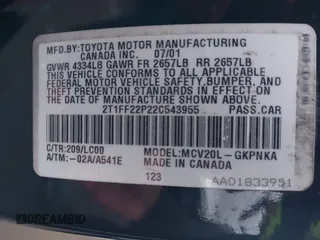 MFD.BY:TOYOTA MOTOR MANUFACTURING
CANADA INC. 07/01
GVWR 4334LB GAWR FR 2657LB RR 2657LB
THIS VEHICLE CONFORMS TO ALL APPLICABLE
FEDERAL MOTOR VEHICLE SAFETY, BUMPER, AND
THEFT PREVENTION STANDARDS IN EFFECT ON
THE DATE OF MANUFACTURE SHOWN ABOVE.
2T1FF22P22C543955 PASS.CAR
C/TR:209/LC00 MODEL:MCV20L-GKPNKA
A/TM:-02A/A541E MADE IN CANADA
123
AA01833951
DREAMBID